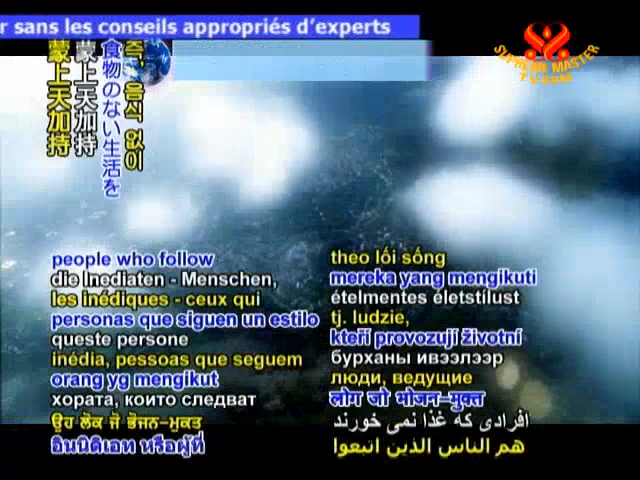 r sans les conseils appropriés d'experts
SUPREME MASTER
TV.COM
즉, 음식 없이
食物のない生活を
蒙上天加持
蒙上天加持
people who follow
die Inediaten - Menschen,
les inédiques - ceux qui
personas que siguen un estilo
queste persone
inédia, pessoas que seguem
orang yg mengikut
хората, които следват
ਉਹ ਲੋਕ ਜੋ ਭੋਜਨ-ਮੁਕਤ
อินนิดิเอท หรือผู้ที่
theo lối sống
mereka yang mengikuti
ételmentes életstílust
tj. ludzie,
kteří provozují životní
бурханы ивээлээр
люди, ведущие
लोग जो भोजन-मुक्त
افرادی که غذا نمی خورند
هم الناس الذين اتبعوا